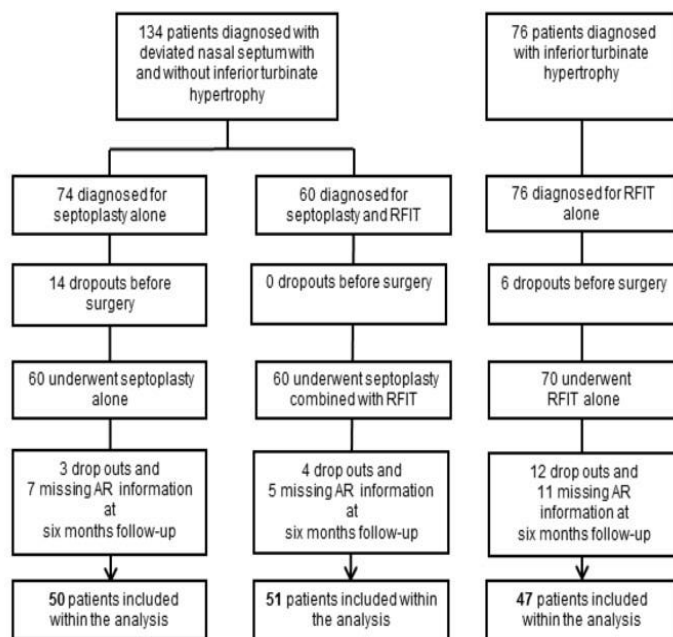 134 patients diagnosed with
deviated nasal septum with
and without inferior turbinate
hypertrophy
76 patients diagnosed
with inferior turbinate
hypertrophy
74 diagnosed for
septoplasty alone
60 diagnosed for
septoplasty and RFIT
76 diagnosed for RFIT
alone
14 dropouts before
surgery
0 dropouts before surgery
6 dropouts before surgery
60 underwent septoplasty
alone
60 underwent septoplasty
combined with RFIT
70 underwent
RFIT alone
3 drop outs and
7 missing AR information
at
six months follow-up
4 drop outs and
5 missing AR information
at
six months follow-up
12 drop outs and
11 missing AR
information at
six months follow-up
50 patients included
within the analysis
51 patients included within
the analysis
47 patients included
within the analysis